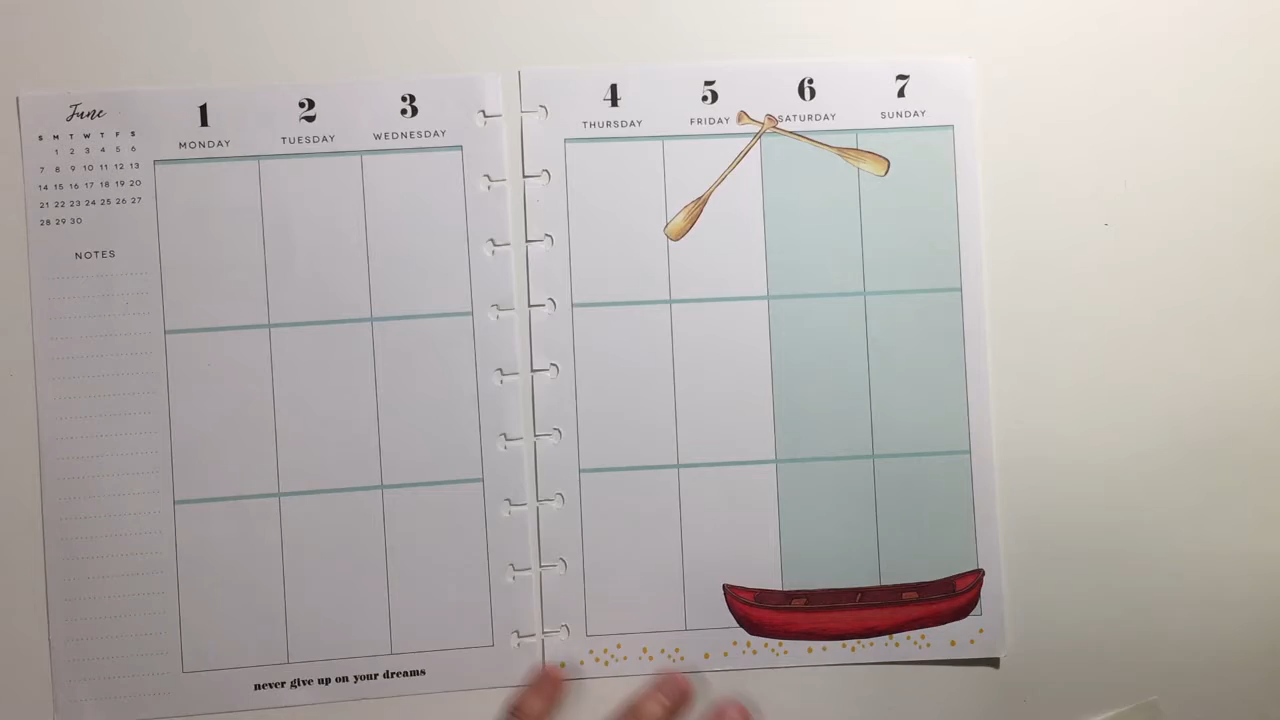 June
S M T W T F S
1 2 3 4 5 6
7 8 9 10 11 12 13
14 15 16 17 18 19 20
21 22 23 24 25 26 27
28 29 30
NOTES
1 2 3
MONDAY TUESDAY WEDNESDAY
never give up on your dreams
4 5 6 7
THURSDAY FRIDAY SATURDAY SUNDAY